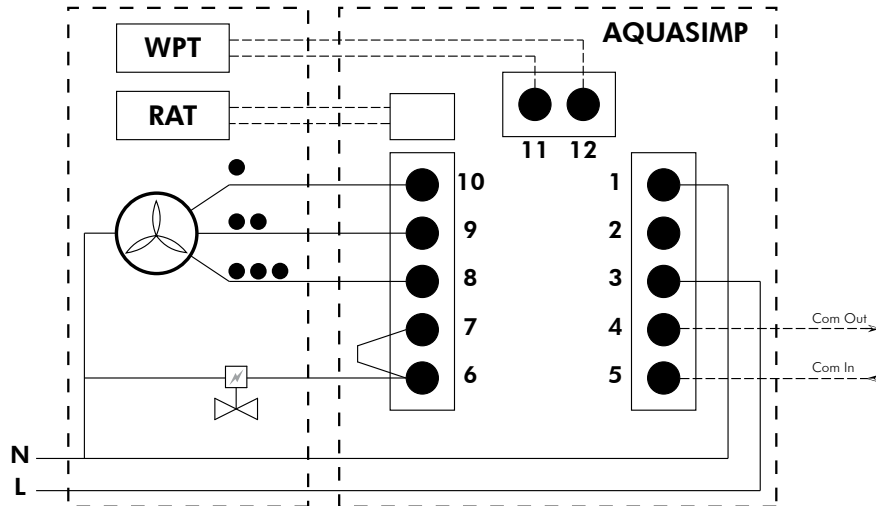 AQUASIMP
WPT
RAT
11 12
10 1
9 2
8 3
7 4 Com Out
6 5 Com In
N
L